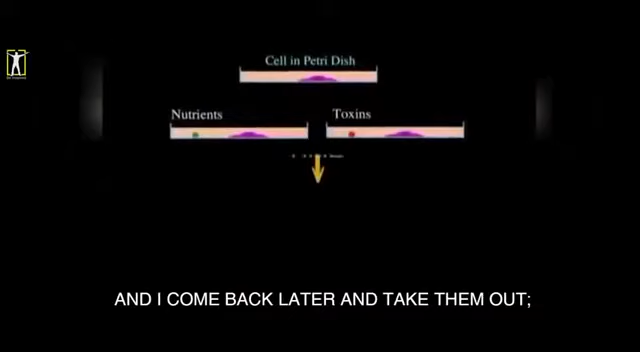 Cell in Petri Dish
Nutrients
Toxins
AND I COME BACK LATER AND TAKE THEM OUT;